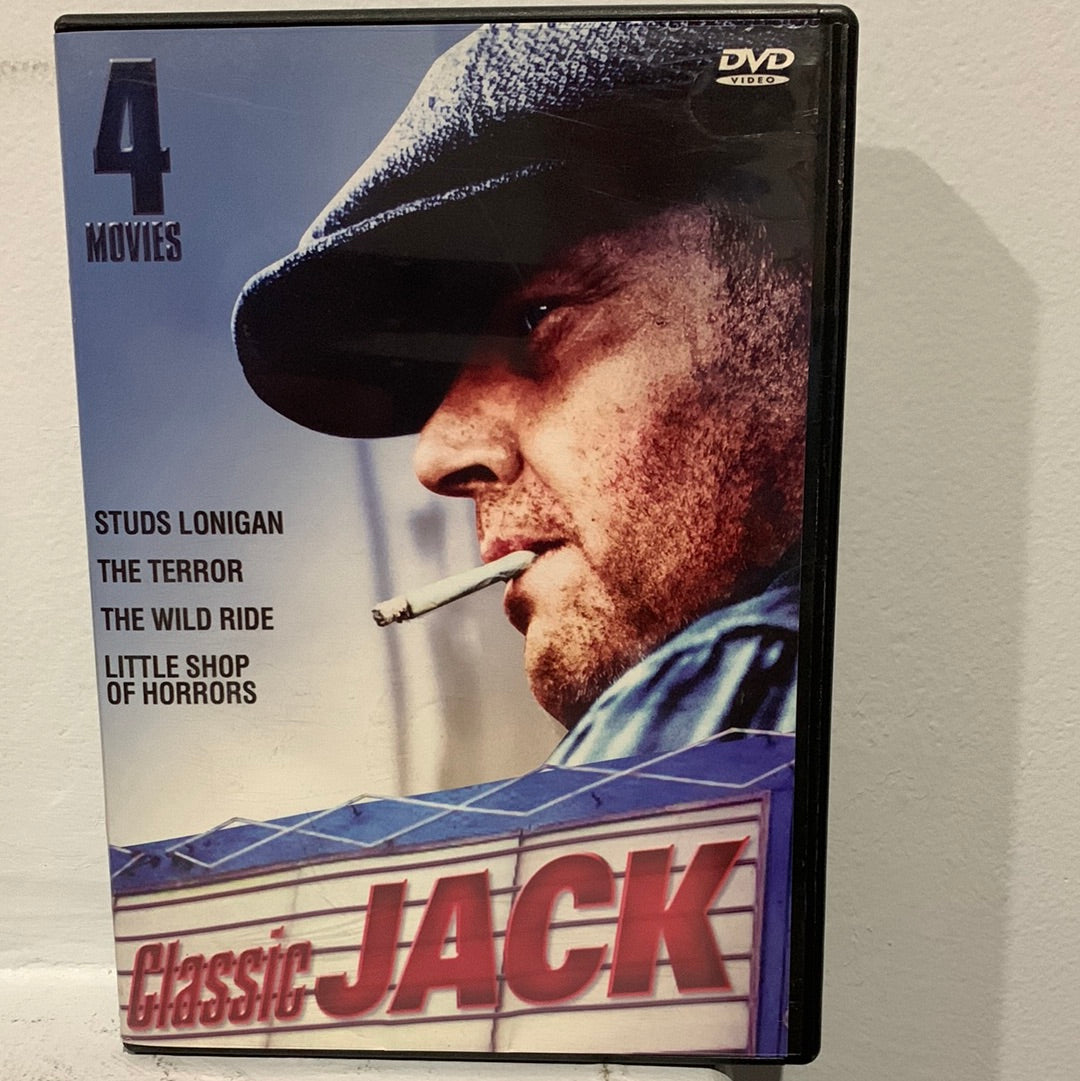 4
MOVIES
DVD
VIDEO
STUDS LONIGAN
THE TERROR
THE WILD RIDE
LITTLE SHOP
OF HORRORS
Classic JACK